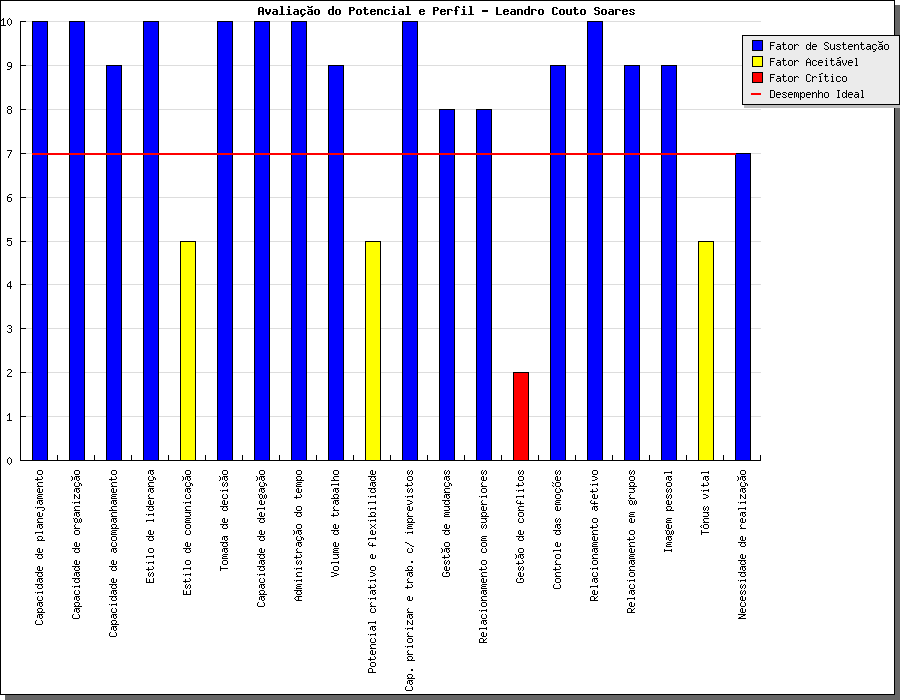 Avaliação do Potencial e Perfil - Leandro Couto Soares
Fator de Sustentação
Fator Aceitável
Fator Crítico
Desempenho Ideal
10
9
8
7
6
5
4
3
2
1
0
Capacidade de planejamento
Capacidade de organização
Capacidade de acompanhamento
Estilo de liderança
Estilo de comunicação
Tomada de decisão
Capacidade de delegação
Administração do tempo
Volume de trabalho
Potencial criativo e flexibilidade
Cap. priorizar e trab. c/ imprevistos
Gestão de mudanças
Relacionamento com superiores
Gestão de conflitos
Controle das emoções
Relacionamento afetivo
Relacionamento em grupos
Imagem pessoal
Tônus vital
Necessidade de realização